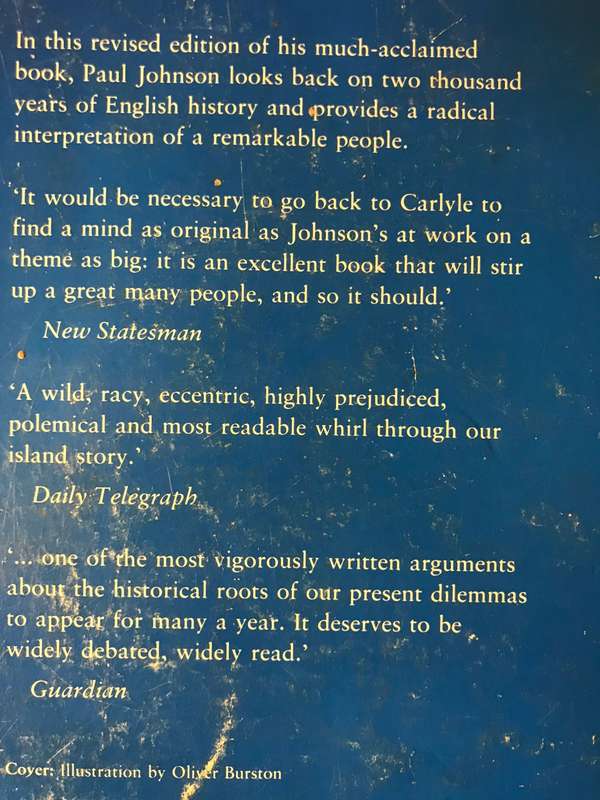 In this revised edition of his much-acclaimed
book, Paul Johnson looks back on two thousand
years of English history and provides a radical
interpretation of a remarkable people.
‘It would be necessary to go back to Carlyle to
find a mind as original as Johnson’s at work on a
theme as big: it is an excellent book that will stir
up a great many people, and so it should.’
New Statesman
‘A wild, racy, eccentric, highly prejudiced,
polemical and most readable whirl through our
island story.’
Daily Telegraph
‘... one of the most vigorously written arguments
about the historical roots of our present dilemmas
to appear for many a year. It deserves to be
widely debated, widely read.’
Guardian
Cover: Illustration by Oliver Burston